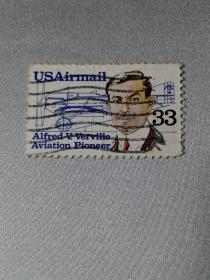 USAirmail
33
Alfred V. Verville
Aviation Pioneer